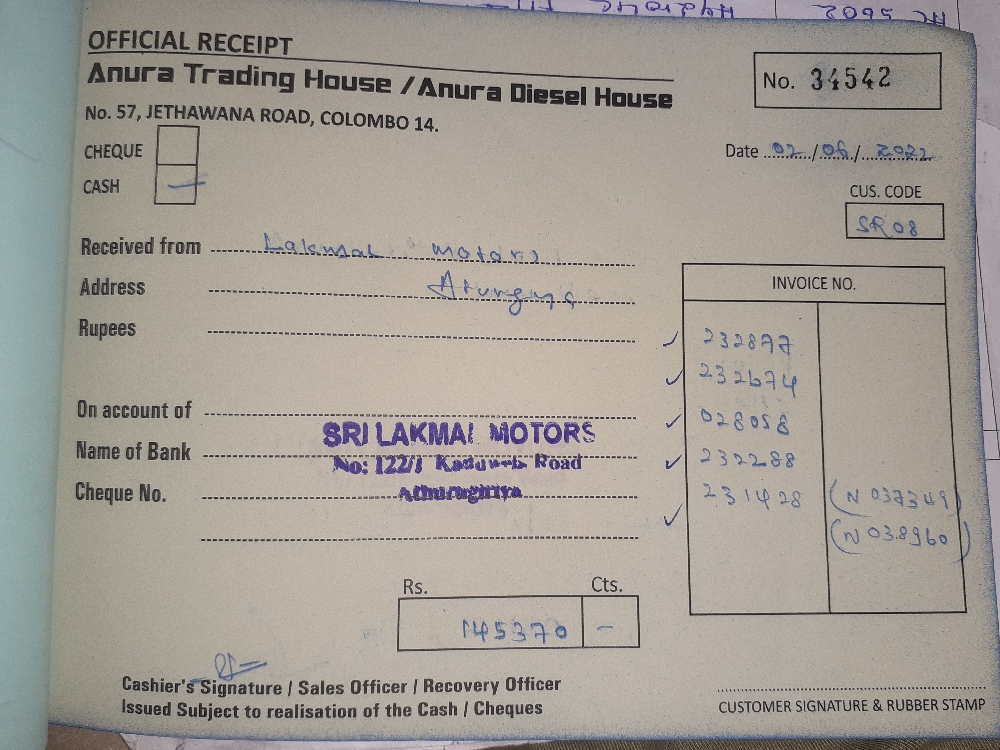 OFFICIAL RECEIPT
Anura Trading House / Anura Diesel House
No. 57, JETHAWANA ROAD, COLOMBO 14.
No. 34542
CHEQUE
CASH
Date 02/06/2022
CUS. CODE
SR08
Received from Lakmal motors
Address
Rupees
On account of
Name of Bank
Cheque No.
SRI LAKMAL MOTORS
No: 122/1 Road
INVOICE NO.
232877
232674
028058
232288
231428 (N 037349)
(N 038960)
Rs. Cts.
145370 –
Cashier's Signature / Sales Officer / Recovery Officer
Issued Subject to realisation of the Cash / Cheques
CUSTOMER SIGNATURE & RUBBER STAMP